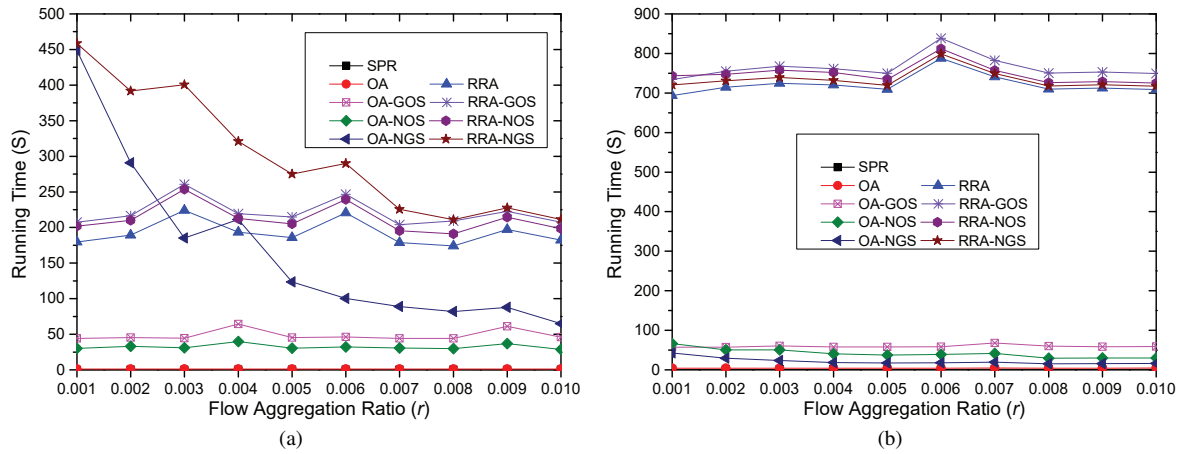 500
450
400
350
300
250
200
150
100
50
0
Running Time (S)
SPR
OA
RRA
OA-GOS
RRA-GOS
OA-NOS
RRA-NOS
OA-NGS
RRA-NGS
0.001 0.002 0.003 0.004 0.005 0.006 0.007 0.008 0.009 0.010
Flow Aggregation Ratio (r)
(a)
900
800
700
600
500
400
300
200
100
0
Running Time (S)
SPR
OA
RRA
OA-GOS
RRA-GOS
OA-NOS
RRA-NOS
OA-NGS
RRA-NGS
0.001 0.002 0.003 0.004 0.005 0.006 0.007 0.008 0.009 0.010
Flow Aggregation Ratio (r)
(b)